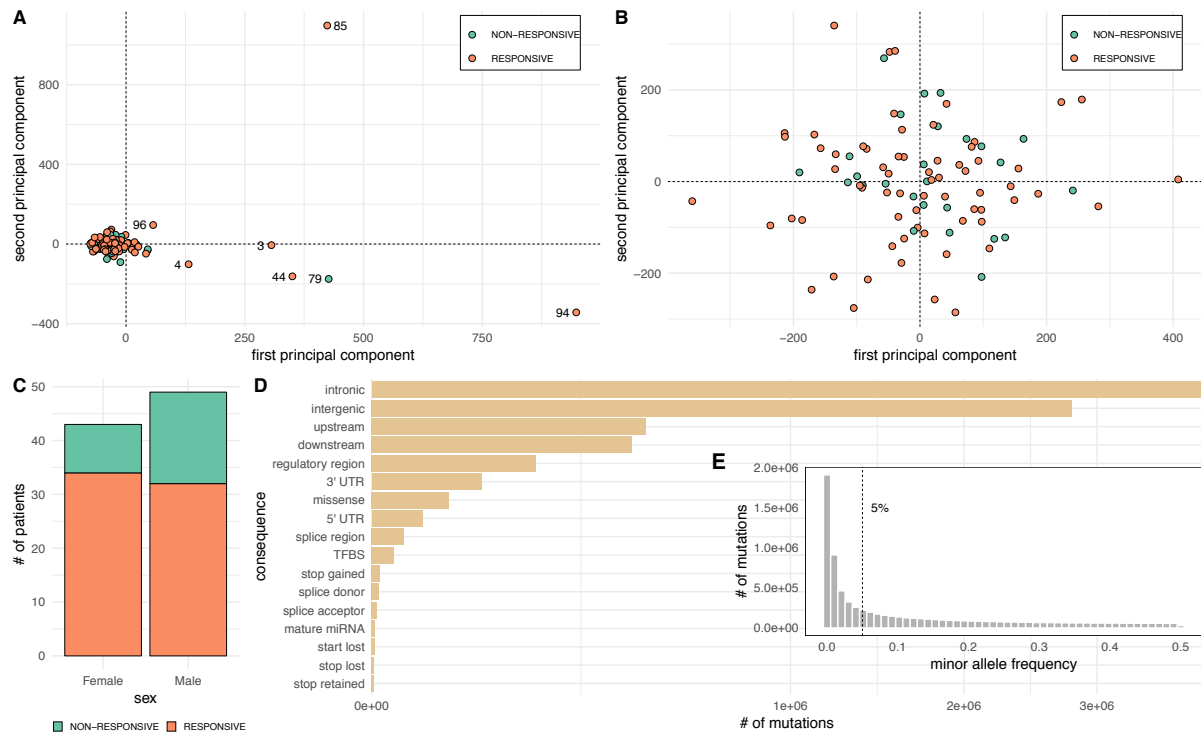 A
second principal component
800
400
0
−400
85
96
3
4
44
79
94
NON−RESPONSIVE
RESPONSIVE
0
250
500
750
first principal component
B
second principal component
200
0
−200
NON−RESPONSIVE
RESPONSIVE
−200
0
200
400
first principal component
C
# of patients
50
40
30
20
10
0
Female
Male
sex
NON−RESPONSIVE
RESPONSIVE
D
consequence
intronic
intergenic
upstream
downstream
regulatory region
3' UTR
missense
5' UTR
splice region
TFBS
stop gained
splice donor
splice acceptor
mature miRNA
start lost
stop lost
stop retained
0e+00
1e+06
2e+06
3e+06
# of mutations
E
# of mutations
2.0e+06
1.5e+06
1.0e+06
5.0e+05
0.0e+00
5%
0.0
0.1
0.2
0.3
0.4
0.5
minor allele frequency